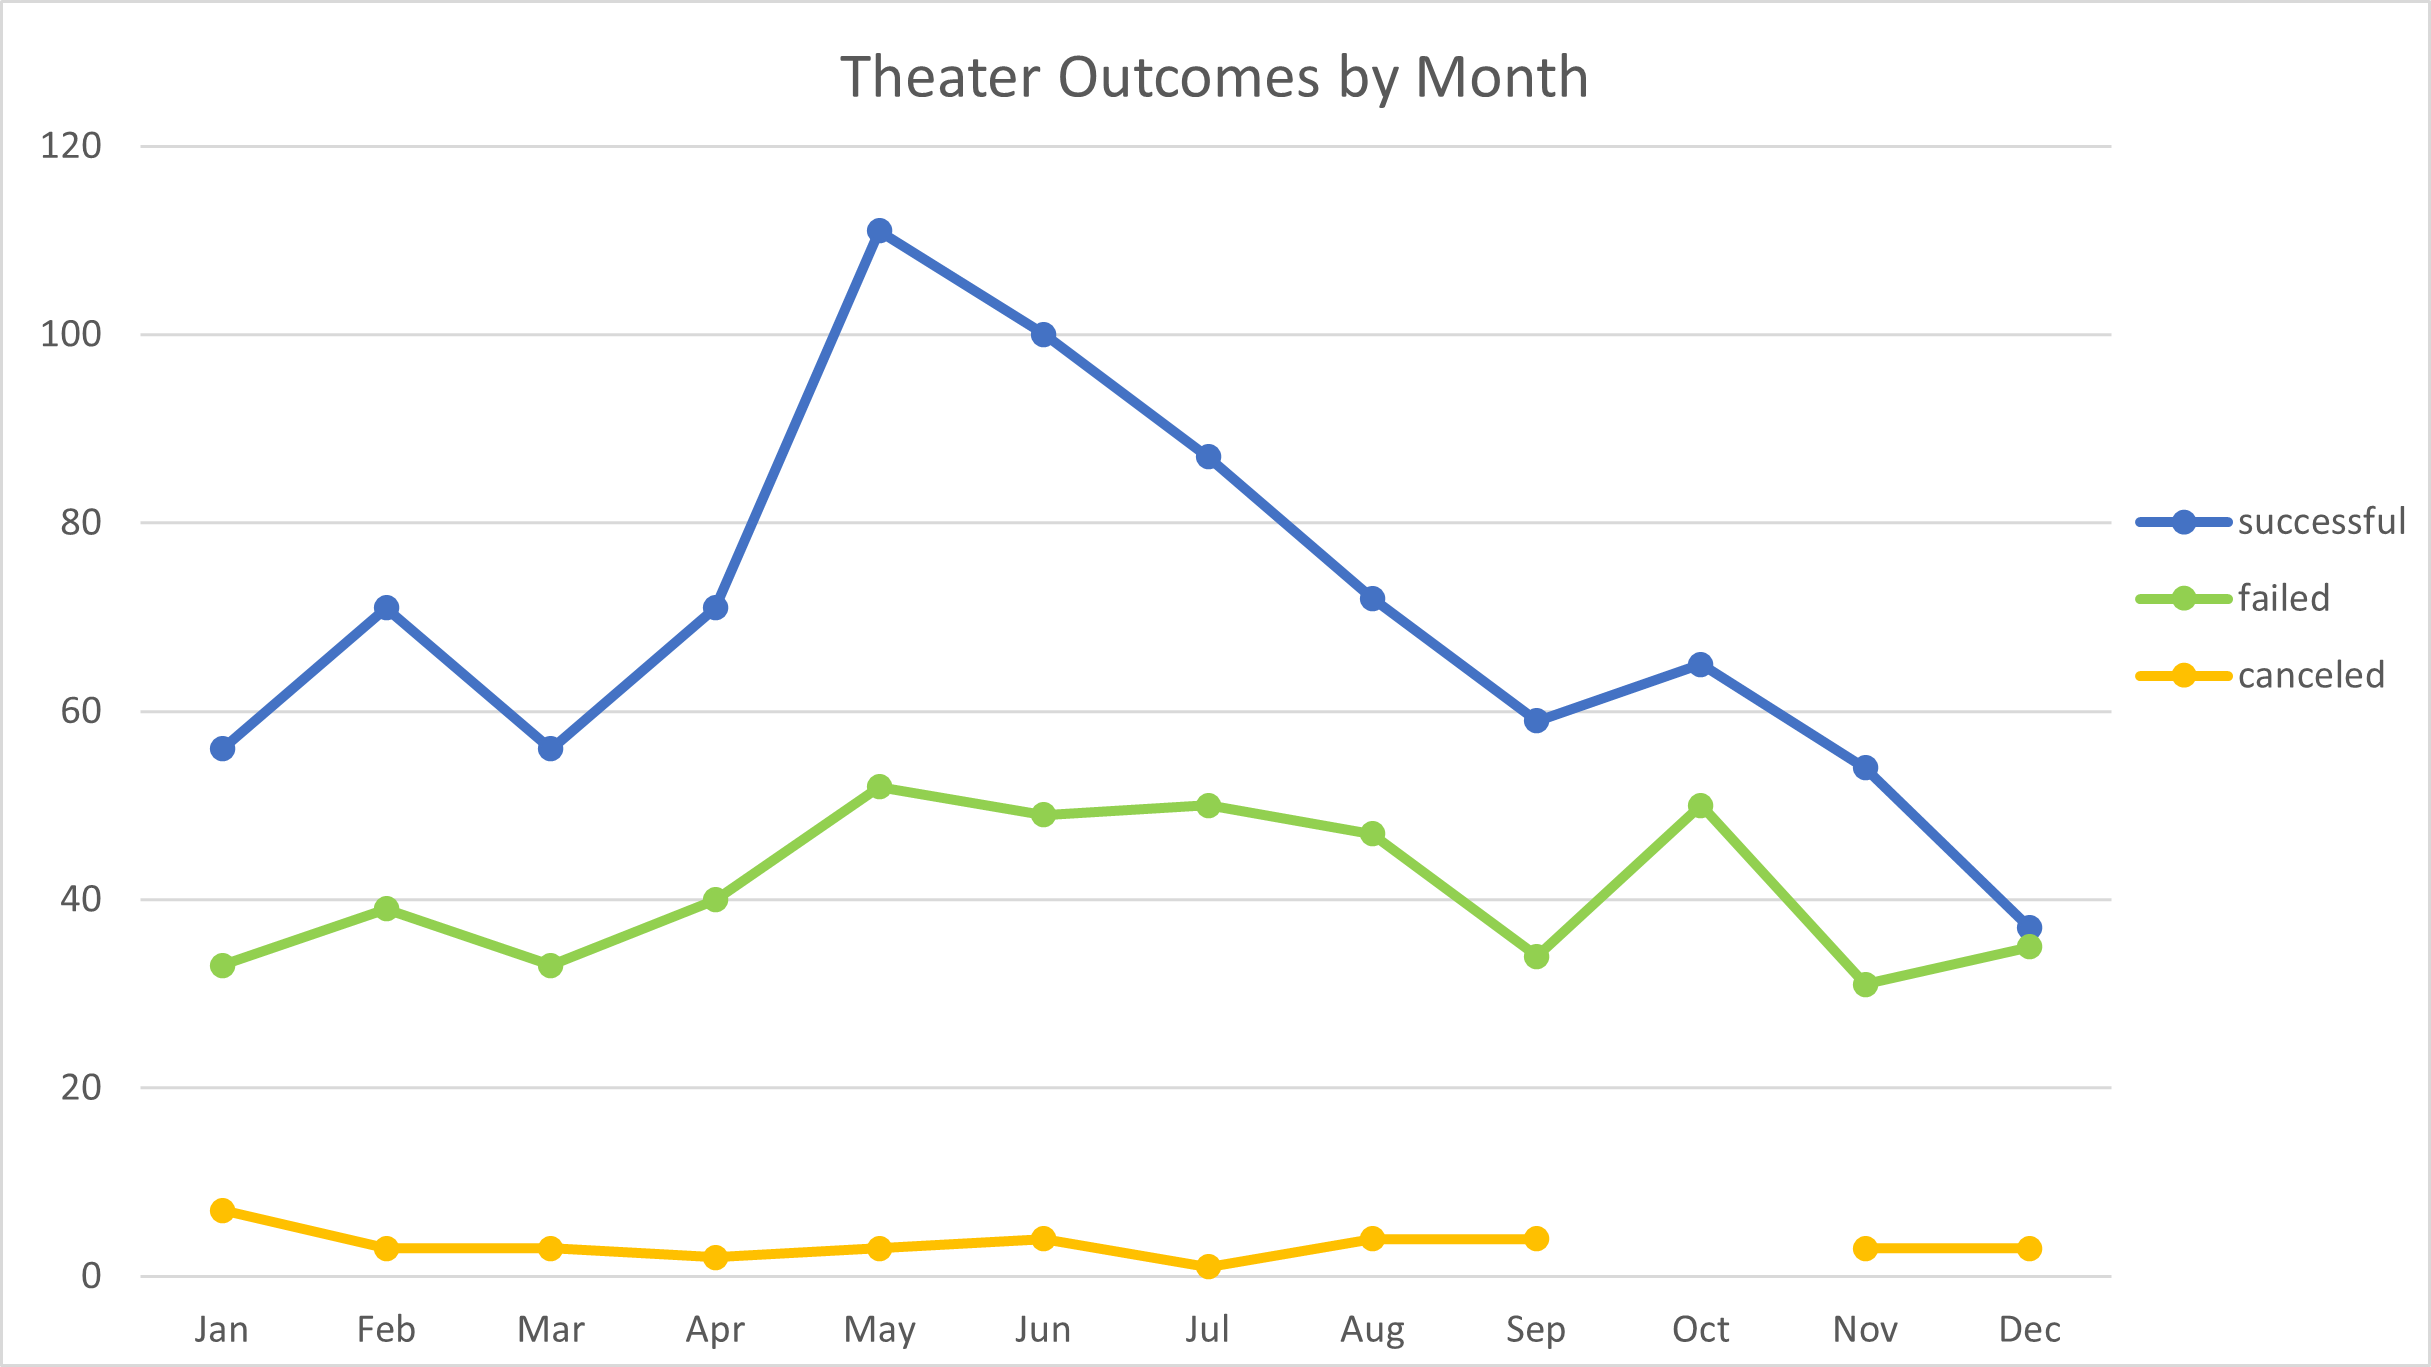 Theater Outcomes by Month
120
100
80
60
40
20
0
Jan Feb Mar Apr May Jun Jul Aug Sep Oct Nov Dec
successful
failed
canceled